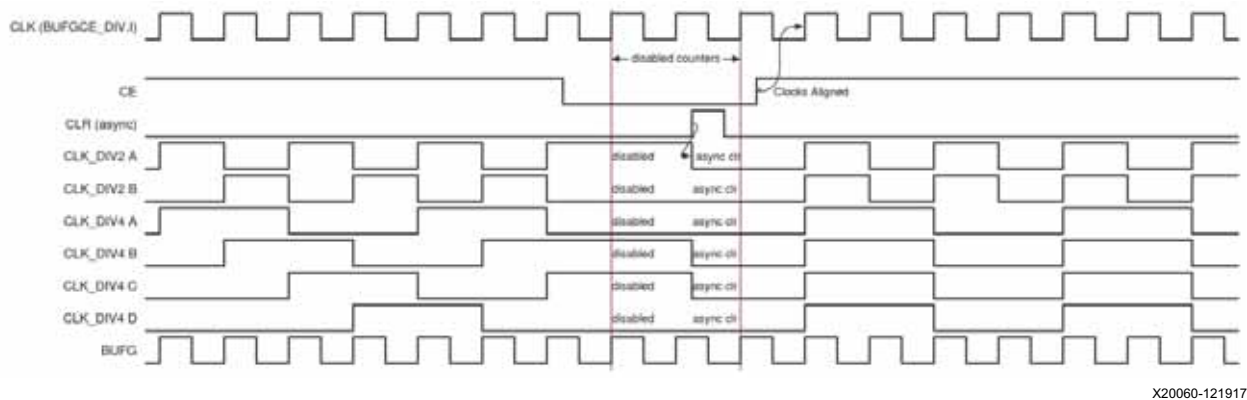 CLK (BUFGCE_DIV.I)
disabled counters
CE
Clocks Aligned
CLR (async)
CLK_DIV2 A
disabled
async clr
CLK_DIV2 B
disabled
async clr
CLK_DIV4 A
disabled
async clr
CLK_DIV4 B
disabled
async clr
CLK_DIV4 C
disabled
async clr
CLK_DIV4 D
disabled
async clr
BUFG
X20060-121917